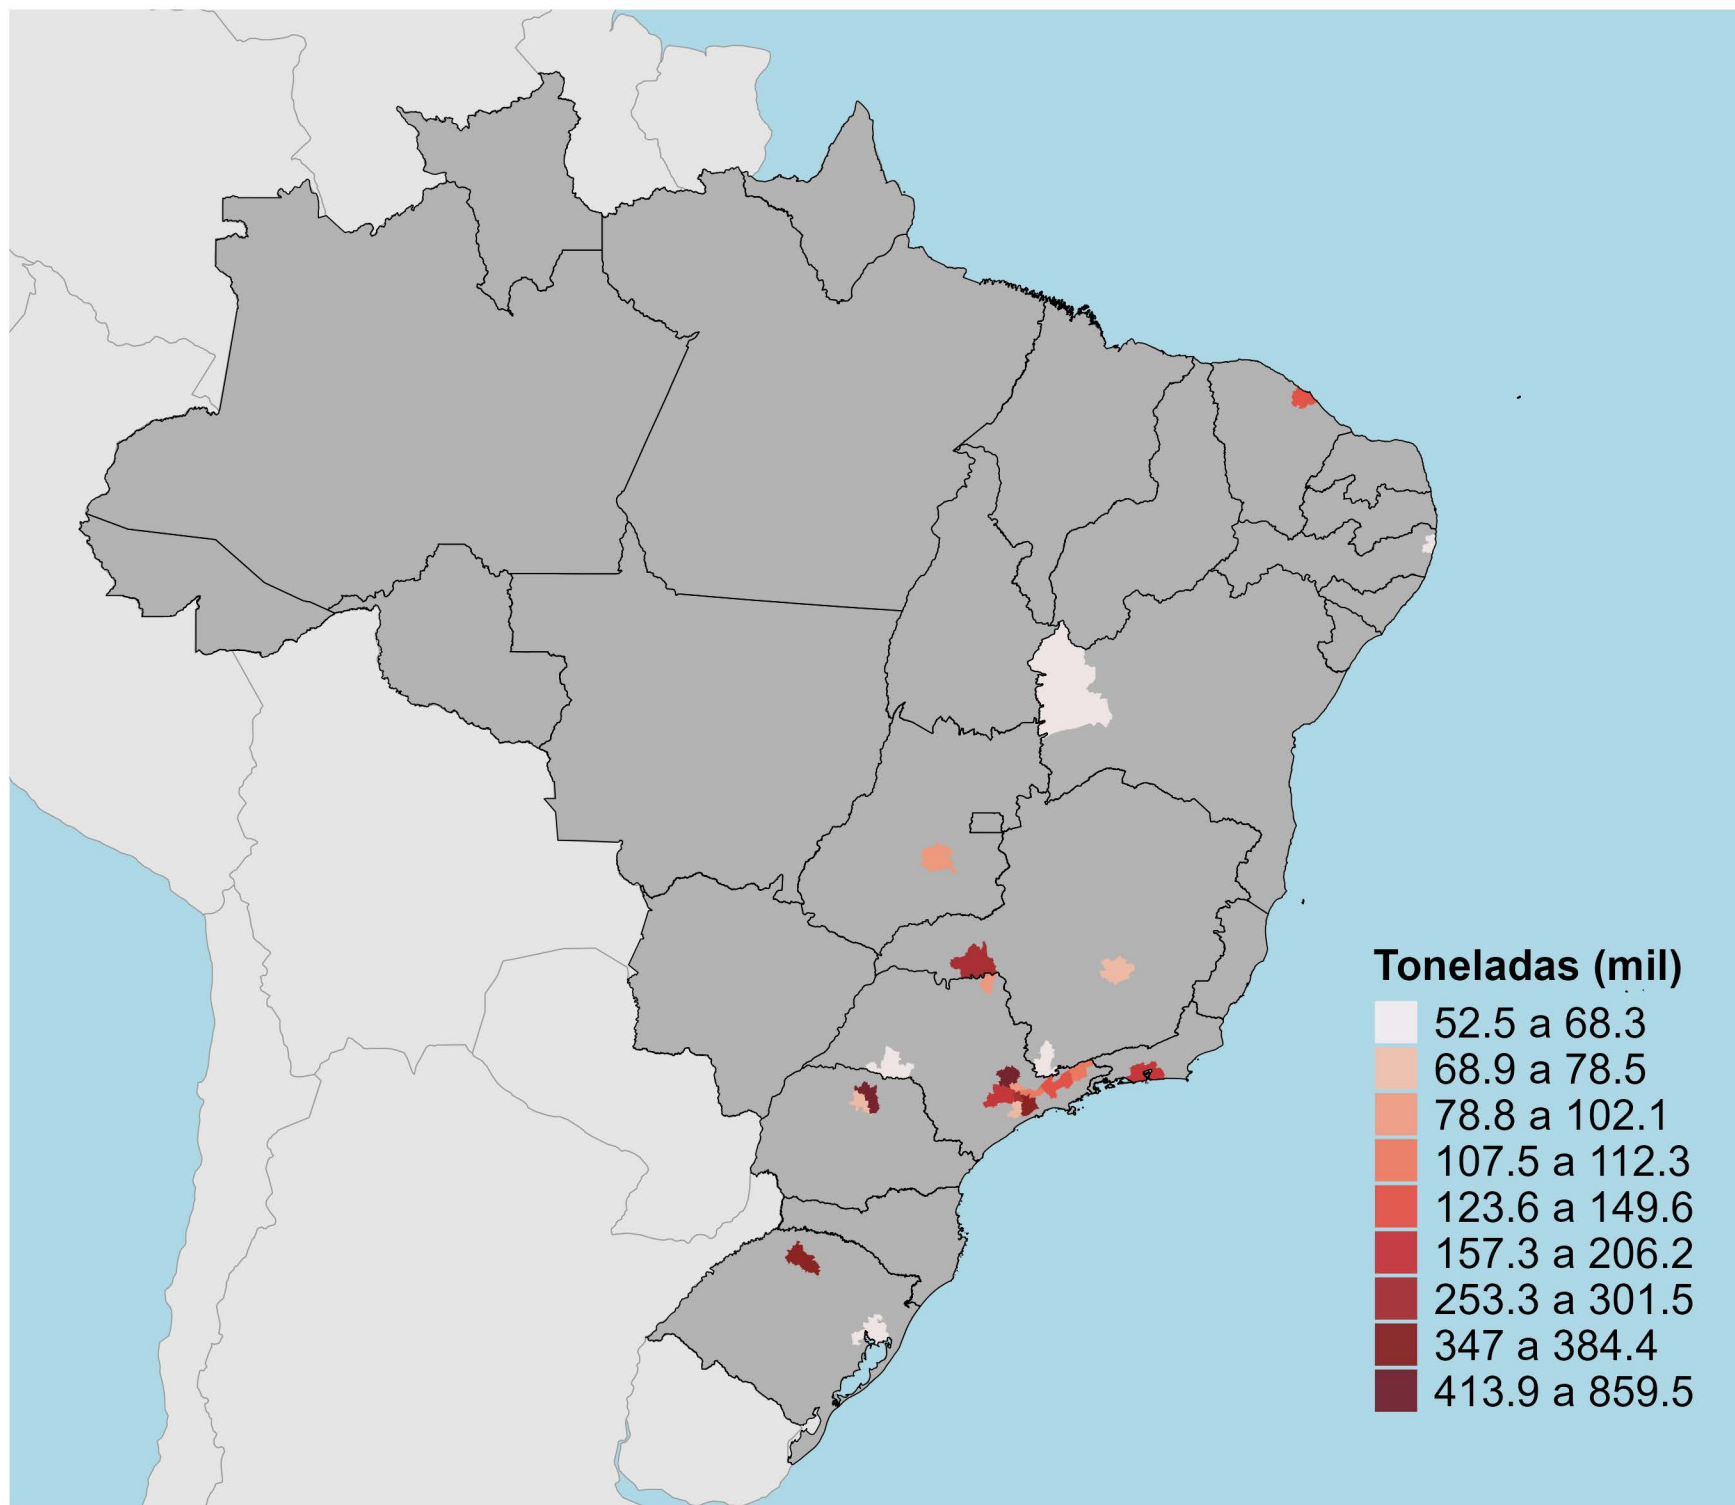 Toneladas (mil)
52.5 a 68.3
68.9 a 78.5
78.8 a 102.1
107.5 a 112.3
123.6 a 149.6
157.3 a 206.2
253.3 a 301.5
347 a 384.4
413.9 a 859.5